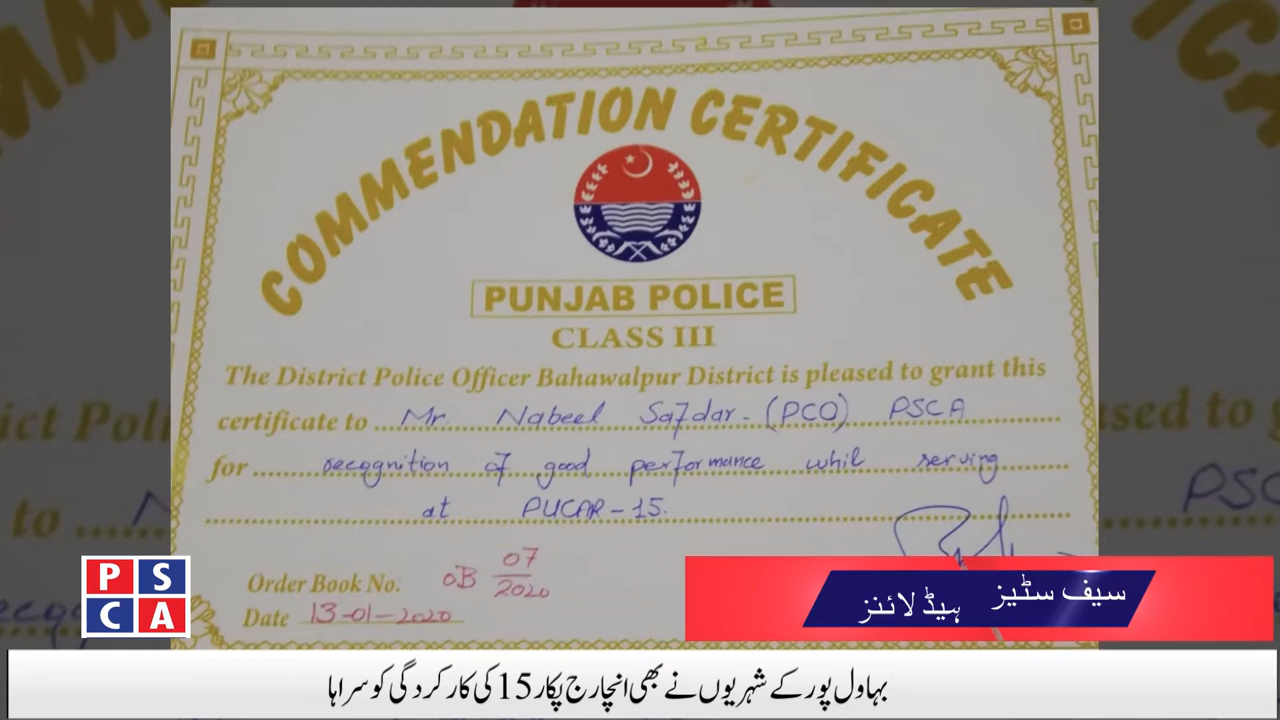 COMMENDATION CERTIFICATE
PUNJAB POLICE
CLASS III
The District Police Officer Bahawalpur District is pleased to grant this
certificate to Mr. Nabeel Safdar-(PCO) PSCA
for recognition of good performance whil serving
at PUCAR-15.
Order Book No. OB 07/2020
Date 13-01-2020
PSCA
سیف سٹیز ہیڈ لائنز
بہاول پور کے شہریوں نے بھی انچارج پکار 15 کی کارکردگی کو سراہا